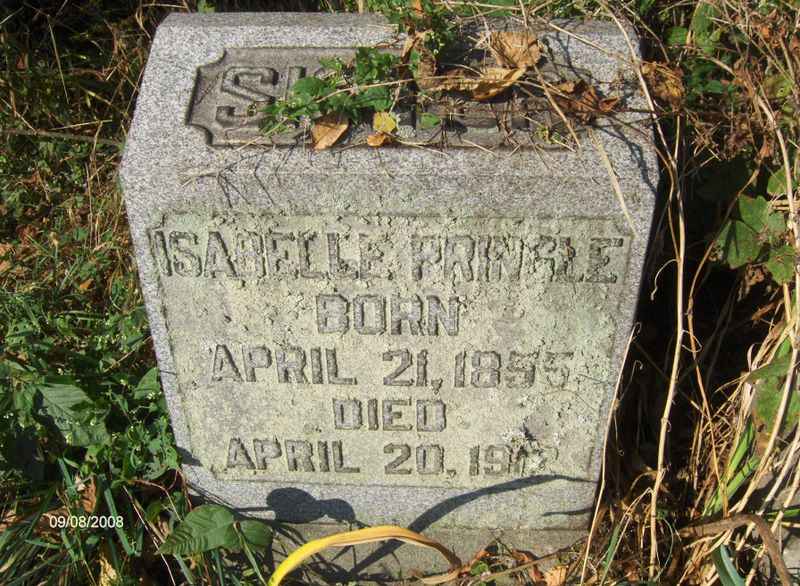 ISABELLE PRINGLE
BORN
APRIL 21, 1855
DIED
APRIL 20,
09/08/2008